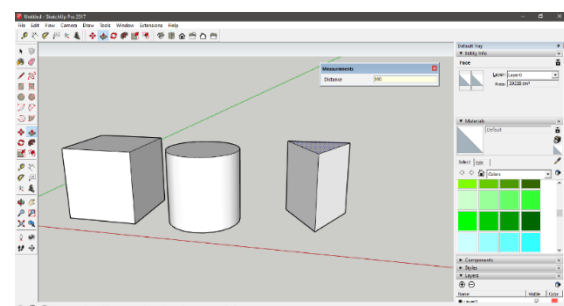 Untitled - SketchUp Pro 2017
File Edit View Camera Draw Tools Window Extensions Help
Default Tray
Entity Info
Face
Layer: Layer0
Measurements
Distance
Materials
Default
Select Edit
Colors
Components
Styles
Layers
Name Visible Color
Layer0